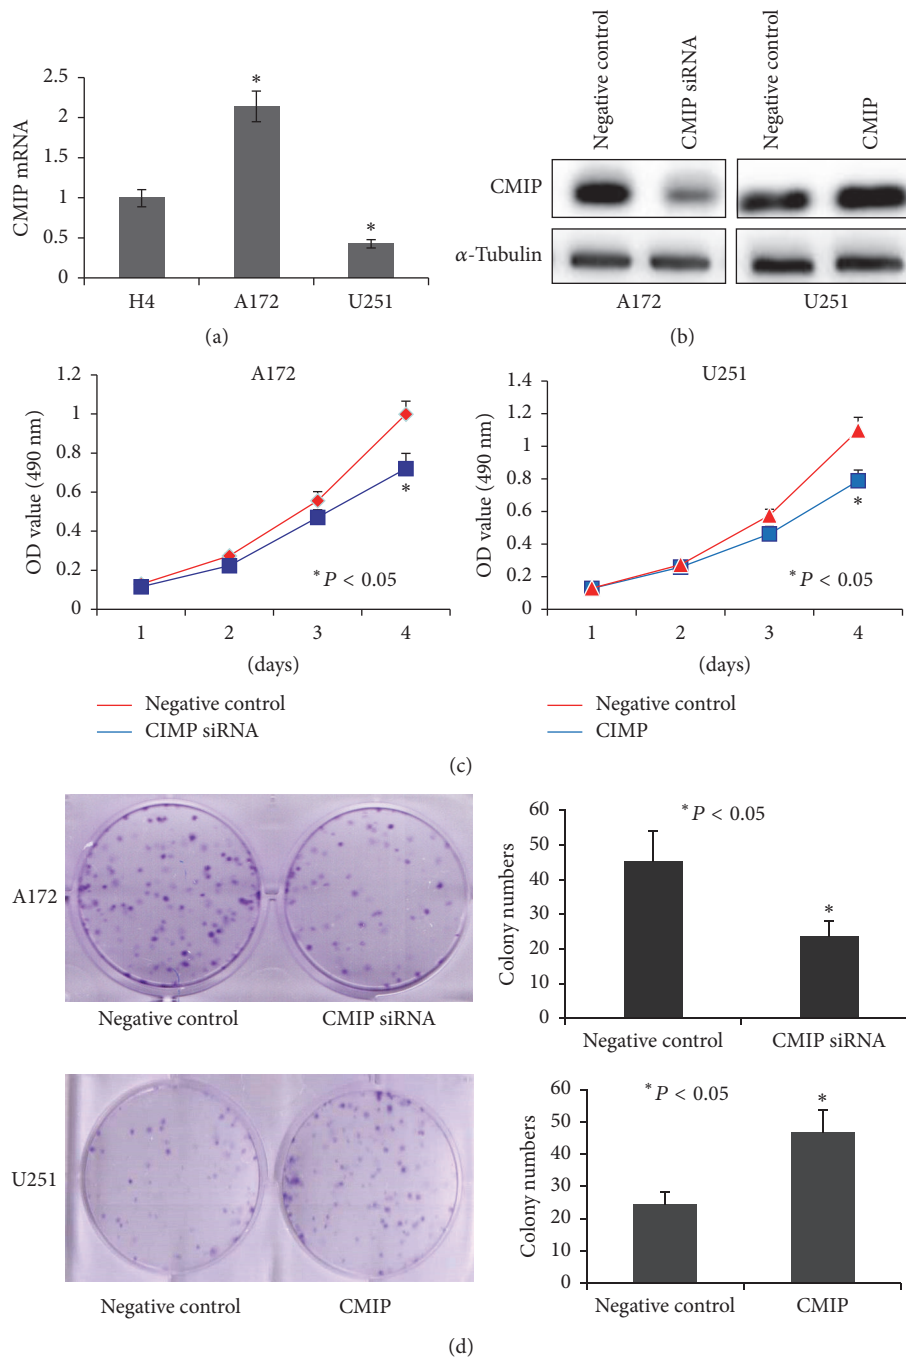 2.5
2
1.5
1
0.5
0
CMIP mRNA
*
*
H4 A172 U251
(a)
Negative control
CMIP siRNA
Negative control
CMIP
CMIP
α-Tubulin
A172 U251
(b)
A172
1.2
1
0.8
0.6
0.4
0.2
0
OD value (490 nm)
*
*P < 0.05
1 2 3 4
(days)
Negative control
CIMP siRNA
U251
1.4
1.2
1
0.8
0.6
0.4
0.2
0
OD value (490 nm)
*
*P < 0.05
1 2 3 4
(days)
Negative control
CIMP
(c)
A172
Negative control CMIP siRNA
60
50
40
30
20
10
0
Colony numbers
*P < 0.05
*
Negative control CMIP siRNA
U251
Negative control CMIP
60
50
40
30
20
10
0
Colony numbers
*P < 0.05
*
Negative control CMIP
(d)